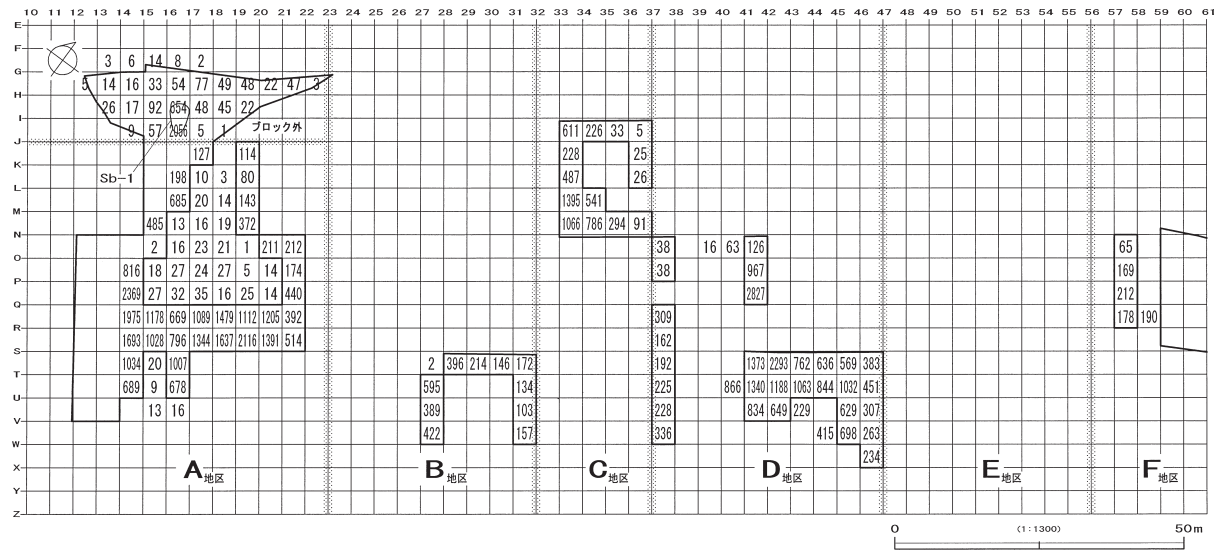 10 11 12 13 14 15 16 17 18 19 20 21 22 23 24 25 26 27 28 29 30 31 32 33 34 35 36 37 38 39 40 41 42 43 44 45 46 47 48 49 50 51 52 53 54 55 56 57 58 59 60 61
E
F
3 6 14 8 2
G
5 14 16 33 54 77 49 48 22 47 3
H
26 17 92 654 48 45 22
I
9 57 2056 5 1 ブロック外 611 226 33 5
J
127 114 228 25
K
Sb-1 198 10 3 80 487 26
L
685 20 14 143 1395 541
M
485 13 16 19 372 1066 786 294 91
N
2 16 23 21 1 211 212 38 16 63 126 65
O
816 18 27 24 27 5 14 174 38 967 169
P
2369 27 32 35 16 25 14 440 2827 212
Q
1975 1178 669 1089 1479 1112 1205 392 309 178 190
R
1693 1028 796 1344 1637 2116 1391 514 162
S
1034 20 1007 2 396 214 146 172 192 1373 2293 762 636 569 383
T
689 9 678 595 134 225 866 1340 1188 1063 844 1032 451
U
13 16 389 103 228 834 649 229 629 307
V
422 157 336 415 698 263
W
234
X
A地区 B地区 C地区 D地区 E地区 F地区
Y
Z
0 (1:1300) 50m